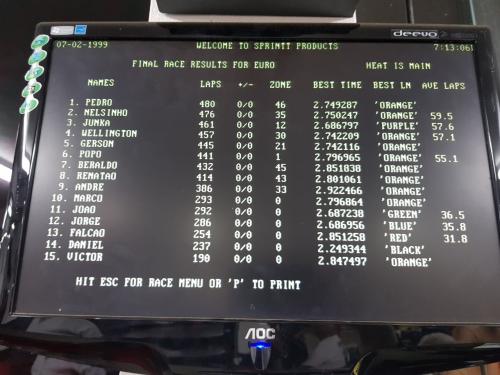 deevo
07-02-1999 WELCOME TO SPRINTT PRODUCTS 7:13:06
FINAL RACE RESULTS FOR EURO HEAT IS MAIN
NAMES LAPS +/- ZONE BEST TIME BEST LN AVE LAPS
1. PEDRO 480 0/0 46 2.749287 'ORANGE'
2. NELSINHO 476 0/0 35 2.750247 'ORANGE' 59.5
3. JUNKA 461 0/0 12 2.686797 'PURPLE' 57.6
4. WELLINGTON 457 0/0 30 2.742209 'ORANGE' 57.1
5. GERSON 445 0/0 21 2.742116 'ORANGE'
6. POPO 441 0/0 1 2.796965 'ORANGE' 55.1
7. BERALDO 432 0/0 45 2.851838 'ORANGE'
8. RENATAO 414 0/0 43 2.801061 'ORANGE'
9. ANDRE 386 0/0 33 2.922466 'ORANGE'
10. MARCO 293 0/0 0 2.796864 'ORANGE'
11. JOAO 292 0/0 0 2.687238 'GREEN' 36.5
12. JORGE 286 0/0 0 2.686956 'BLUE' 35.8
13. FALCAO 254 0/0 0 2.851258 'RED' 31.8
14. DANIEL 237 0/0 0 2.249344 'BLACK'
15. VICTOR 190 0/0 0 2.847497 'ORANGE'
HIT ESC FOR RACE MENU OR 'P' TO PRINT
AOC